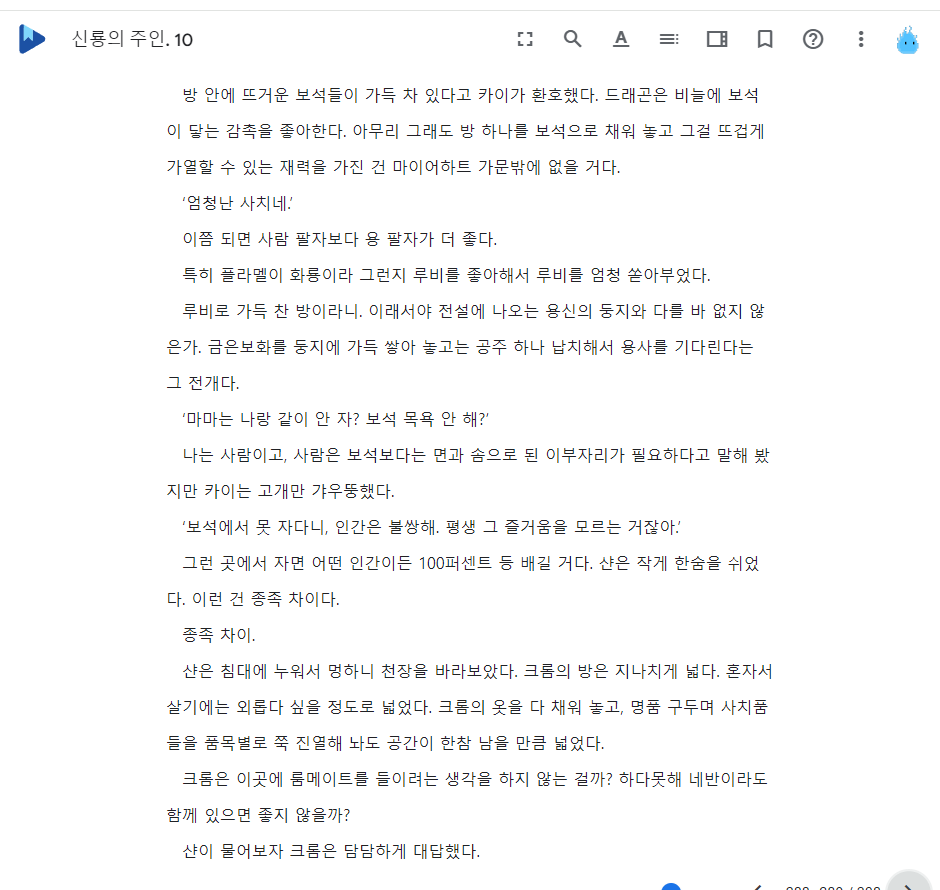 신룡의 주인. 10
방 안에 뜨거운 보석들이 가득 차 있다고 카이가 환호했다. 드래곤은 비늘에 보석
이 닿는 감촉을 좋아한다. 아무리 그래도 방 하나를 보석으로 채워 놓고 그걸 뜨겁게
가열할 수 있는 재력을 가진 건 마이어하트 가문밖에 없을 거다.
‘엄청난 사치네.’
이쯤 되면 사람 팔자보다 용 팔자가 더 좋다.
특히 플라멜이 화룡이라 그런지 루비를 좋아해서 루비를 엄청 쏟아부었다.
루비로 가득 찬 방이라니. 이래서야 전설에 나오는 용신의 둥지와 다를 바 없지 않
은가. 금은보화를 둥지에 가득 쌓아 놓고는 공주 하나 납치해서 용사를 기다린다는
그 전개다.
‘마마는 나랑 같이 안 자? 보석 목욕 안 해?’
나는 사람이고, 사람은 보석보다는 면과 솜으로 된 이부자리가 필요하다고 말해 봤
지만 카이는 고개만 갸우뚱했다.
‘보석에서 못 자다니, 인간은 불쌍해. 평생 그 즐거움을 모르는 거잖아.’
그런 곳에서 자면 어떤 인간이든 100퍼센트 등 배길 거다. 샨은 작게 한숨을 쉬었
다. 이런 건 종족 차이다.
종족 차이.
샨은 침대에 누워서 멍하니 천장을 바라보았다. 크롬의 방은 지나치게 넓다. 혼자서
살기에는 외롭다 싶을 정도로 넓었다. 크롬의 옷을 다 채워 놓고, 명품 구두며 사치품
들을 품목별로 쭉 진열해 놔도 공간이 한참 남을 만큼 넓었다.
크롬은 이곳에 룸메이트를 들이려는 생각을 하지 않는 걸까? 하다못해 네반이라도
함께 있으면 좋지 않을까?
샨이 물어보자 크롬은 담담하게 대답했다.